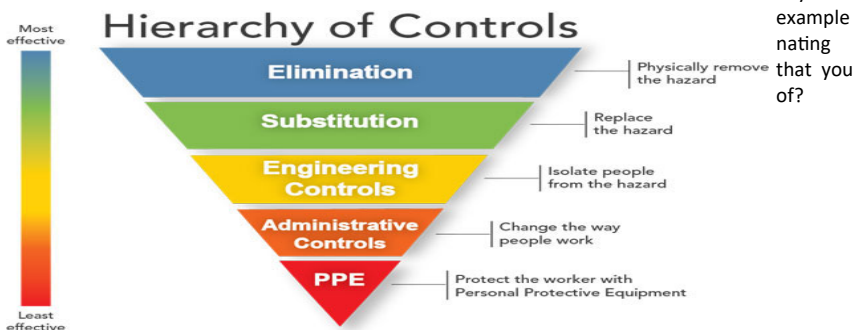 Hierarchy of Controls
Most
effective
Elimination
Physically remove
the hazard
Substitution
Replace
the hazard
Engineering
Controls
Isolate people
from the hazard
Administrative
Controls
Change the way
people work
PPE
Protect the worker with
Personal Protective Equipment
Least
effective
example
nating
that you
of?